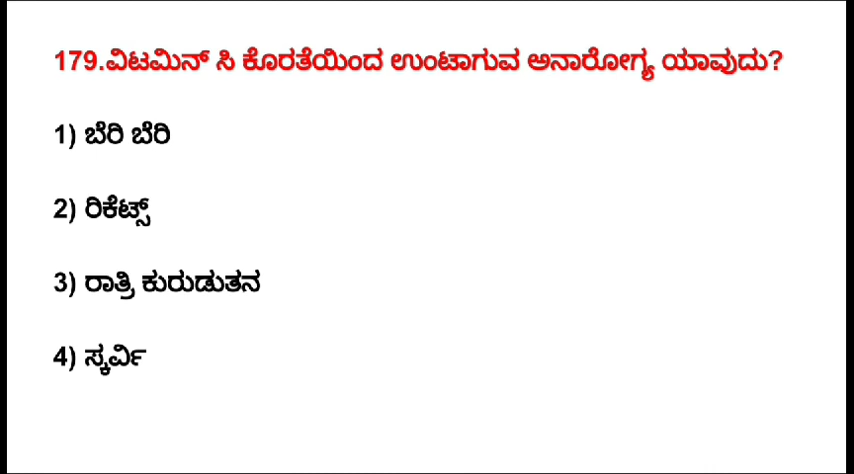 179.ವಿಟಮಿನ್ ಸಿ ಕೊರತೆಯಿಂದ ಉಂಟಾಗುವ ಅನಾರೋಗ್ಯ ಯಾವುದು?
1) ಬೆರಿ ಬೆರಿ
2) ರಿಕೆಟ್ಸ್
3) ರಾತ್ರಿ ಕುರುಡುತನ
4) ಸ್ಕರ್ವಿ